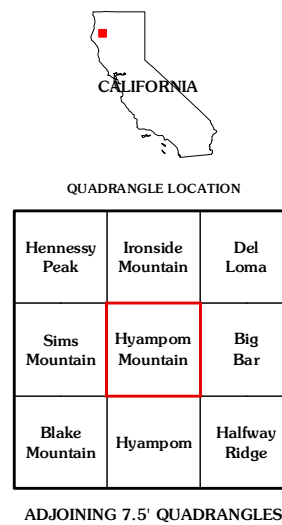 CALIFORNIA
QUADRANGLE LOCATION
Hennessy
Peak
Ironside
Mountain
Del
Loma
Sims
Mountain
Hyampom
Mountain
Big
Bar
Blake
Mountain
Hyampom
Halfway
Ridge
ADJOINING 7.5' QUADRANGLES